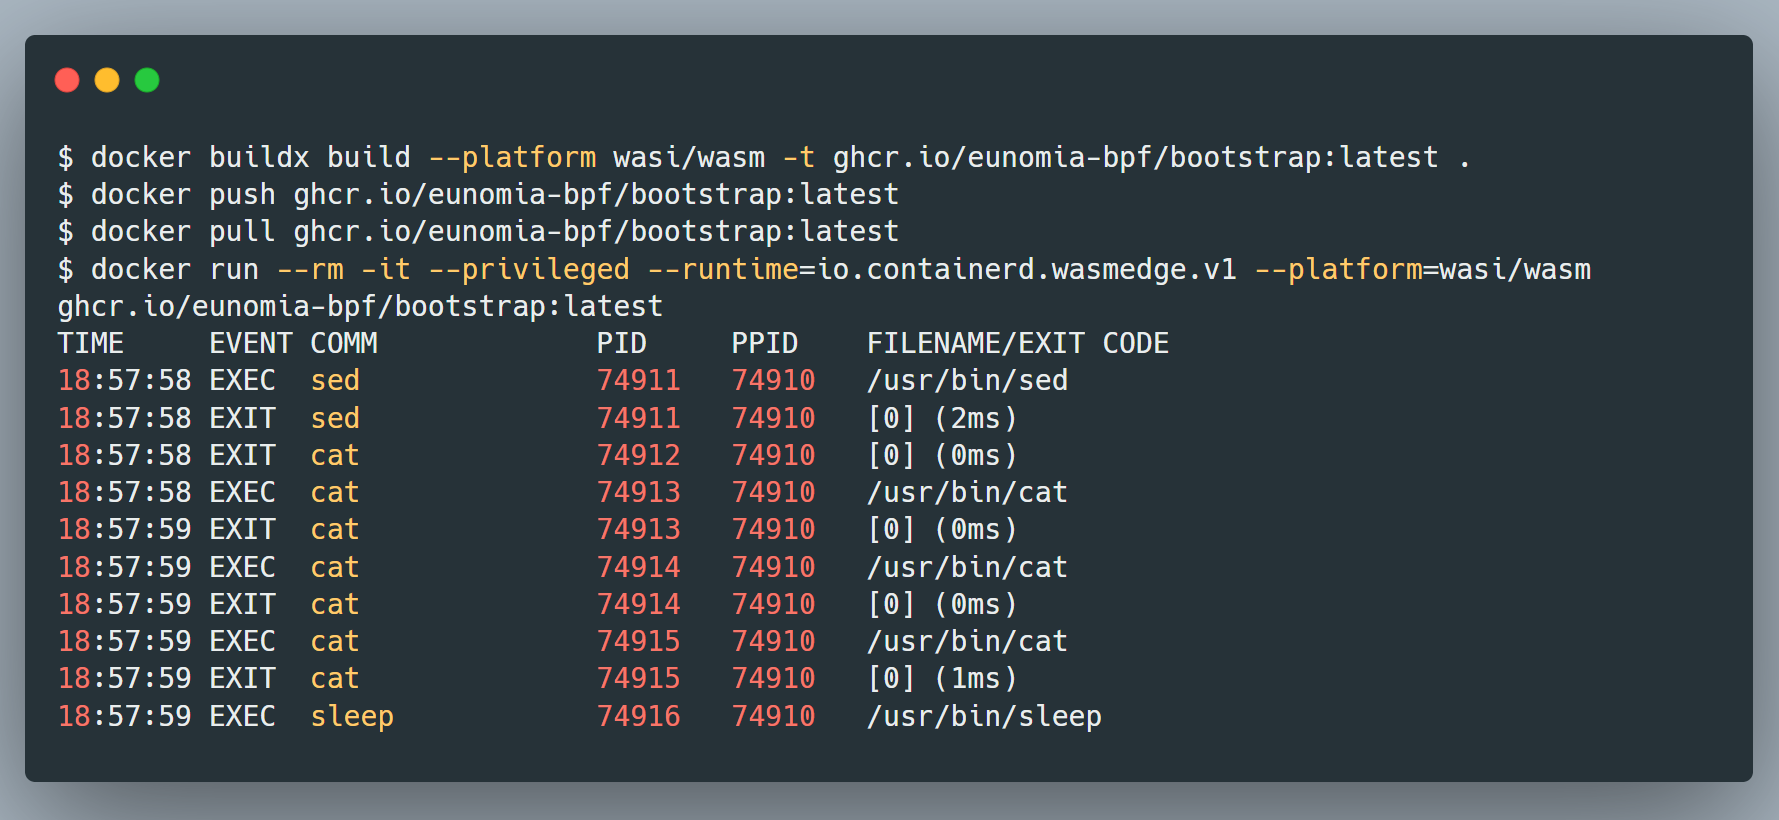 $ docker buildx build --platform wasi/wasm -t ghcr.io/eunomia-bpf/bootstrap:latest .
$ docker push ghcr.io/eunomia-bpf/bootstrap:latest
$ docker pull ghcr.io/eunomia-bpf/bootstrap:latest
$ docker run --rm -it --privileged --runtime=io.containerd.wasmedge.v1 --platform=wasi/wasm
ghcr.io/eunomia-bpf/bootstrap:latest
TIME     EVENT COMM             PID     PPID    FILENAME/EXIT CODE
18:57:58 EXEC  sed              74911   74910   /usr/bin/sed
18:57:58 EXIT  sed              74911   74910   [0] (2ms)
18:57:58 EXIT  cat              74912   74910   [0] (0ms)
18:57:58 EXEC  cat              74913   74910   /usr/bin/cat
18:57:59 EXIT  cat              74913   74910   [0] (0ms)
18:57:59 EXEC  cat              74914   74910   /usr/bin/cat
18:57:59 EXIT  cat              74914   74910   [0] (0ms)
18:57:59 EXEC  cat              74915   74910   /usr/bin/cat
18:57:59 EXIT  cat              74915   74910   [0] (1ms)
18:57:59 EXEC  sleep            74916   74910   /usr/bin/sleep